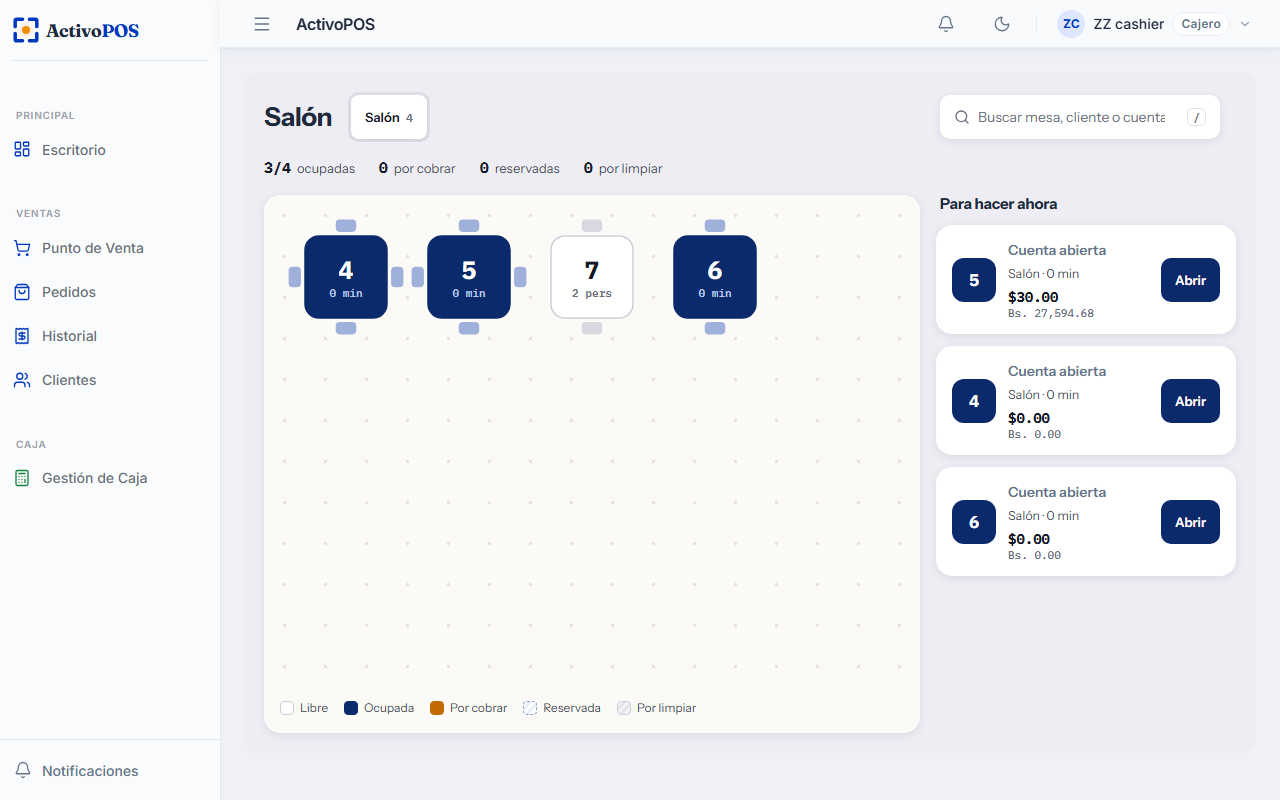 ActivoPOS
PRINCIPAL
Escritorio
VENTAS
Punto de Venta
Pedidos
Historial
Clientes
CAJA
Gestión de Caja
Notificaciones
ActivoPOS
ZC ZZ cashier Cajero
Salón
Salón 4
Buscar mesa, cliente o cuenta /
3/4 ocupadas 0 por cobrar 0 reservadas 0 por limpiar
4
0 min
5
0 min
7
2 pers
6
0 min
Libre Ocupada Por cobrar Reservada Por limpiar
Para hacer ahora
5
Cuenta abierta
Salón · 0 min
$30.00
Bs. 27,594.68
Abrir
4
Cuenta abierta
Salón · 0 min
$0.00
Bs. 0.00
Abrir
6
Cuenta abierta
Salón · 0 min
$0.00
Bs. 0.00
Abrir